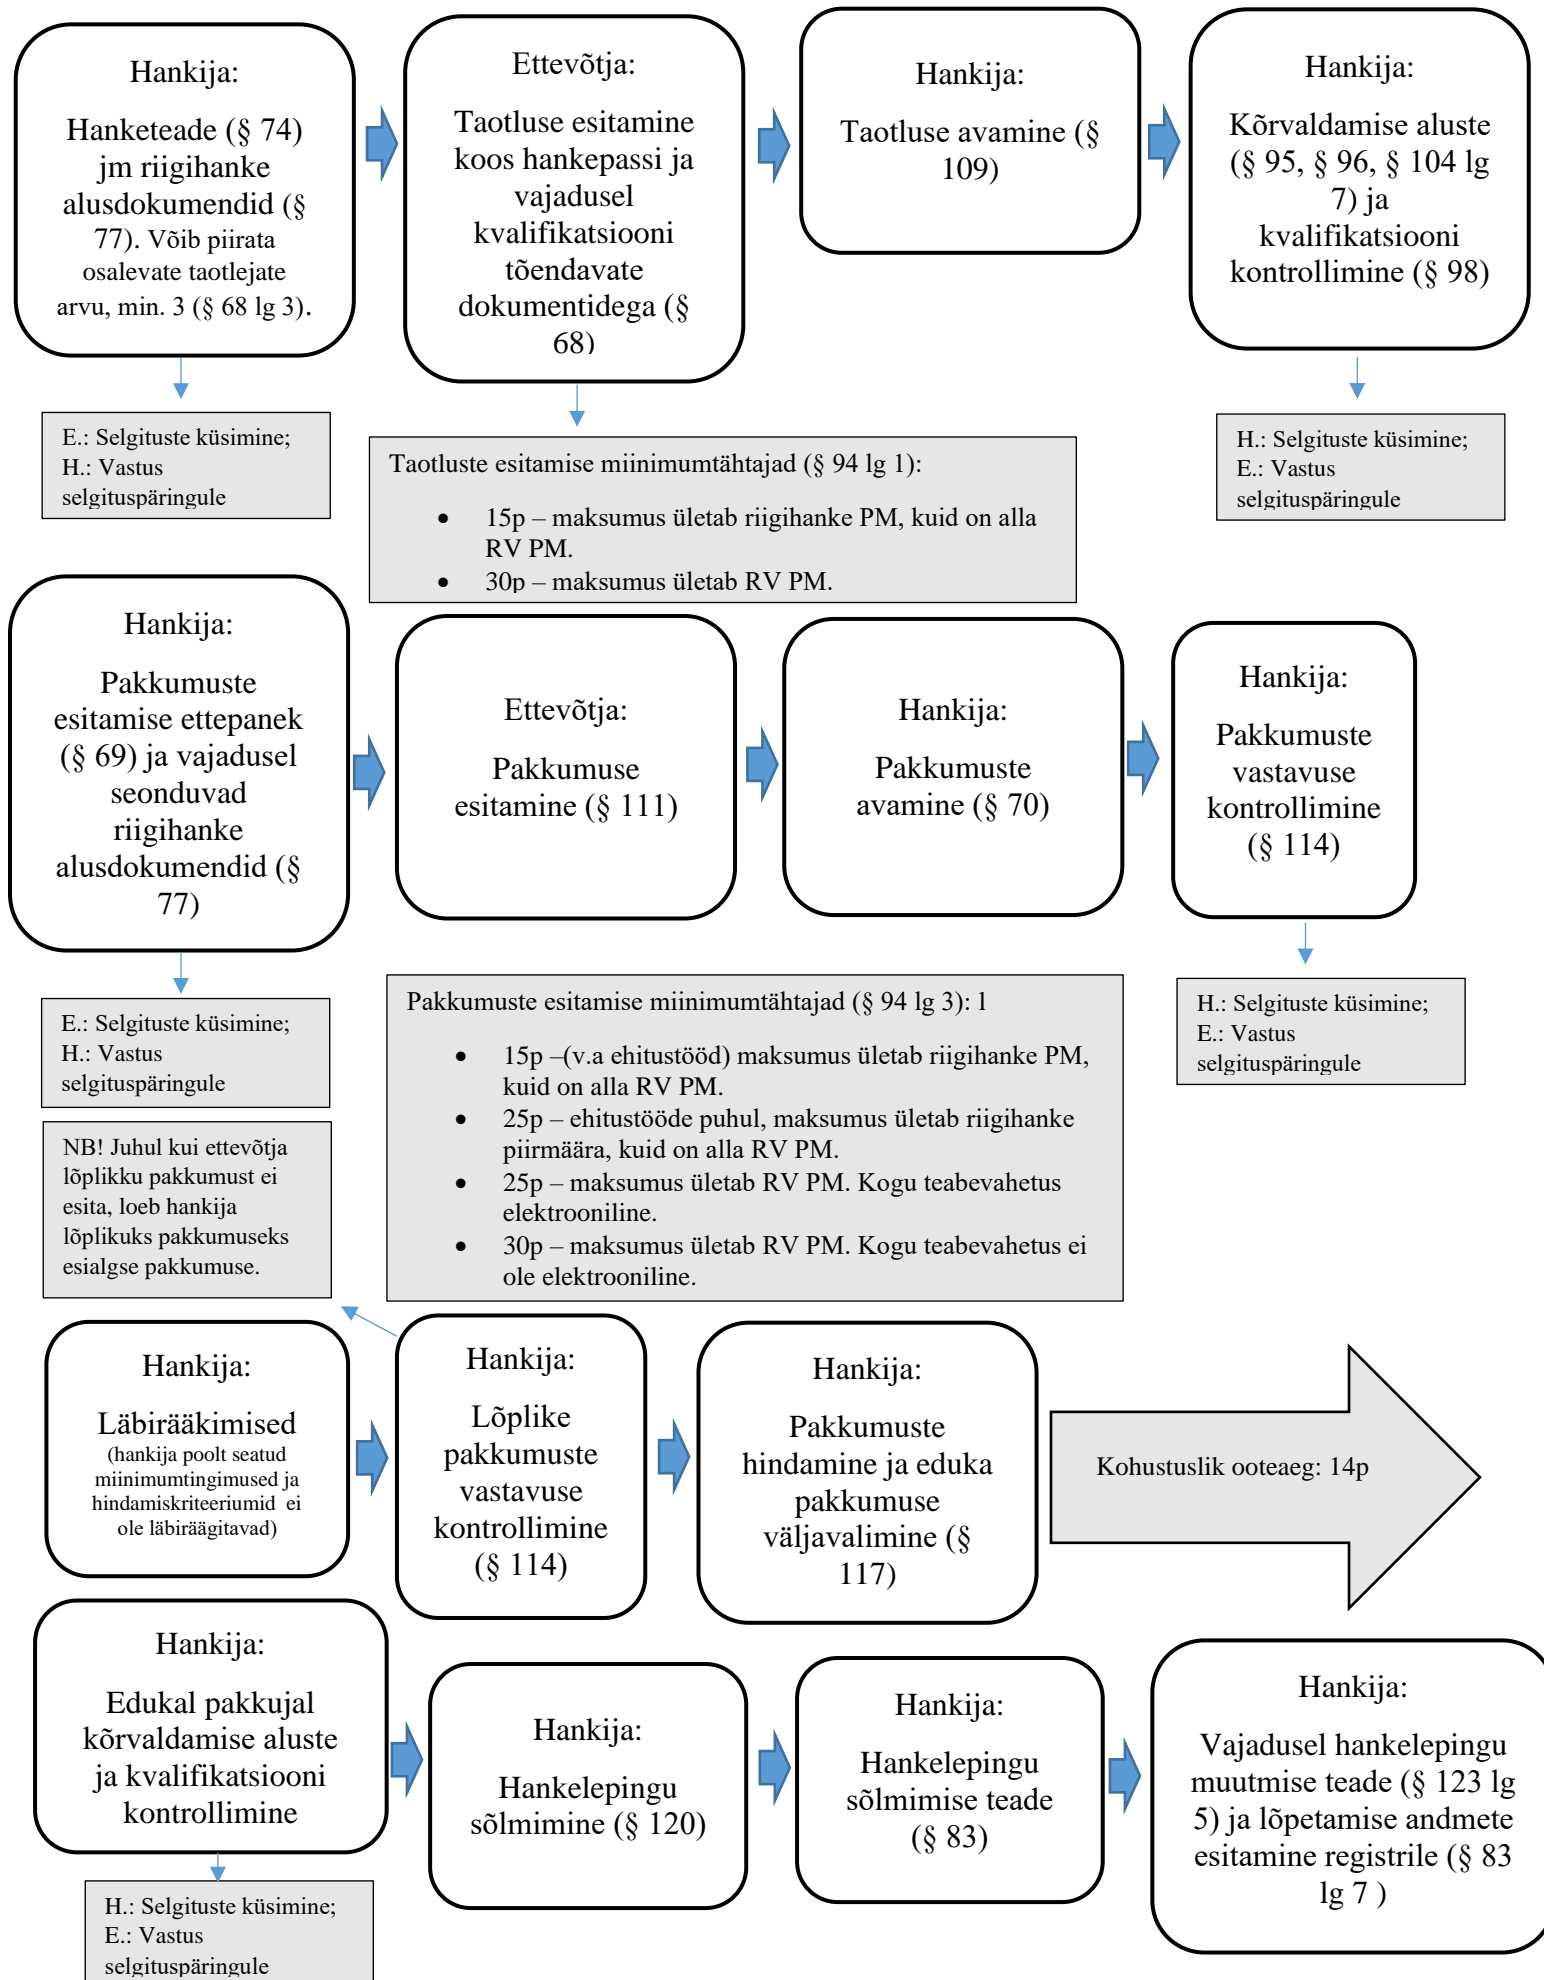 Hankija:
Hanketeade (§ 74)
jm riigihanke
alusdokumendid (§
77). Võib piirata
osalevate taotlejate
arvu, min. 3 (§ 68 lg 3).
Ettevõtja:
Taotluse esitamine
koos hankepassi ja
vajadusel
kvalifikatsiooni
tõendavate
dokumentidega (§
68)
Hankija:
Taotluse avamine (§
109)
Hankija:
Kõrvaldamise aluste
(§ 95, § 96, § 104 lg
7) ja
kvalifikatsiooni
kontrollimine (§ 98)
E.: Selgituste küsimine;
H.: Vastus
selgituspäringule
Taotluste esitamise miinimumtähtajad (§ 94 lg 1):
• 15p – maksumus ületab riigihanke PM, kuid on alla
RV PM.
• 30p – maksumus ületab RV PM.
H.: Selgituste küsimine;
E.: Vastus
selgituspäringule
Hankija:
Pakkumuste
esitamise ettepanek
(§ 69) ja vajadusel
seonduvad
riigihanke
alusdokumendid (§
77)
Ettevõtja:
Pakkumuse
esitamine (§ 111)
Hankija:
Pakkumuste
avamine (§ 70)
Hankija:
Pakkumuste
vastavuse
kontrollimine
(§ 114)
E.: Selgituste küsimine;
H.: Vastus
selgituspäringule
Pakkumuste esitamise miinimumtähtajad (§ 94 lg 3): l
• 15p –(v.a ehitustööd) maksumus ületab riigihanke PM,
kuid on alla RV PM.
• 25p – ehitustööde puhul, maksumus ületab riigihanke
piirmäära, kuid on alla RV PM.
• 25p – maksumus ületab RV PM. Kogu teabevahetus
elektrooniline.
• 30p – maksumus ületab RV PM. Kogu teabevahetus ei
ole elektrooniline.
H.: Selgituste küsimine;
E.: Vastus
selgituspäringule
NB! Juhul kui ettevõtja
lõplikku pakkumust ei
esita, loeb hankija
lõplikuks pakkumuseks
esialgse pakkumuse.
Hankija:
Läbirääkimised
(hankija poolt seatud
miinimumtingimused ja
hindamiskriteeriumid ei
ole läbiräägitavad)
Hankija:
Lõplike
pakkumuste
vastavuse
kontrollimine
(§ 114)
Hankija:
Pakkumuste
hindamine ja eduka
pakkumuse
väljavalimine (§
117)
Kohustuslik ooteaeg: 14p
Hankija:
Edukal pakkujal
kõrvaldamise aluste
ja kvalifikatsiooni
kontrollimine
Hankija:
Hankelepingu
sõlmimine (§ 120)
Hankija:
Hankelepingu
sõlmimise teade
(§ 83)
Hankija:
Vajadusel hankelepingu
muutmise teade (§ 123 lg
5) ja lõpetamise andmete
esitamine registrile (§ 83
lg 7 )
H.: Selgituste küsimine;
E.: Vastus
selgituspäringule